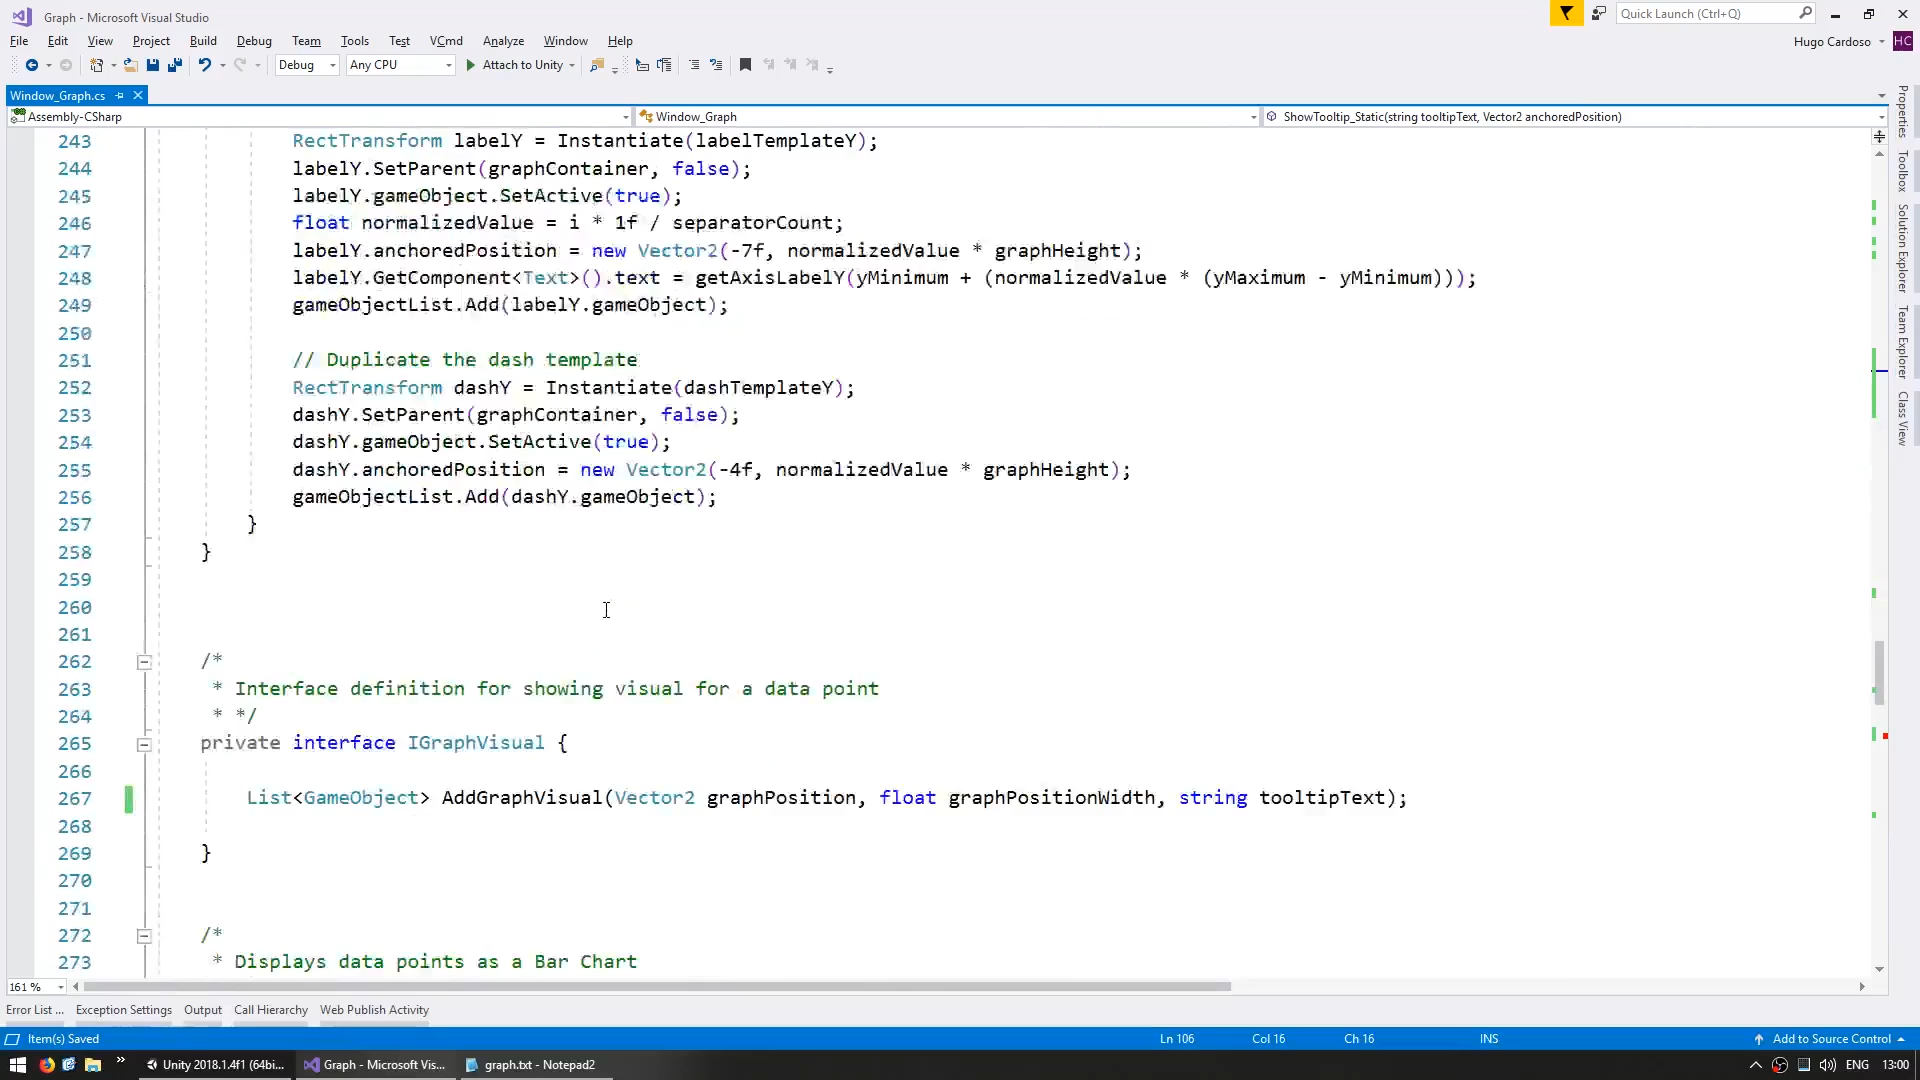 Graph - Microsoft Visual Studio
Quick Launch (Ctrl+Q)
File Edit View Project Build Debug Team Tools Test VCmd Analyze Window Help
Hugo Cardoso HC
Debug Any CPU Attach to Unity
Window_Graph.cs
Assembly-CSharp Window_Graph ShowTooltip_Static(string tooltipText, Vector2 anchoredPosition)
243 RectTransform labelY = Instantiate(labelTemplateY);
244 labelY.SetParent(graphContainer, false);
245 labelY.gameObject.SetActive(true);
246 float normalizedValue = i * 1f / separatorCount;
247 labelY.anchoredPosition = new Vector2(-7f, normalizedValue * graphHeight);
248 labelY.GetComponent<Text>().text = getAxisLabelY(yMinimum + (normalizedValue * (yMaximum - yMinimum)));
249 gameObjectList.Add(labelY.gameObject);
250
251 // Duplicate the dash template
252 RectTransform dashY = Instantiate(dashTemplateY);
253 dashY.SetParent(graphContainer, false);
254 dashY.gameObject.SetActive(true);
255 dashY.anchoredPosition = new Vector2(-4f, normalizedValue * graphHeight);
256 gameObjectList.Add(dashY.gameObject);
257 }
258 }
259
260
261
262 /*
263 * Interface definition for showing visual for a data point
264 * */
265 private interface IGraphVisual {
266
267 List<GameObject> AddGraphVisual(Vector2 graphPosition, float graphPositionWidth, string tooltipText);
268
269 }
270
271
272 /*
273 * Displays data points as a Bar Chart
Properties
Toolbox
Solution Explorer
Team Explorer
Class View
161 %
Error List ... Exception Settings Output Call Hierarchy Web Publish Activity
Item(s) Saved Ln 106 Col 16 Ch 16 INS Add to Source Control
Unity 2018.1.4f1 (64bi... Graph - Microsoft Vis... graph.txt - Notepad2 ENG 13:00